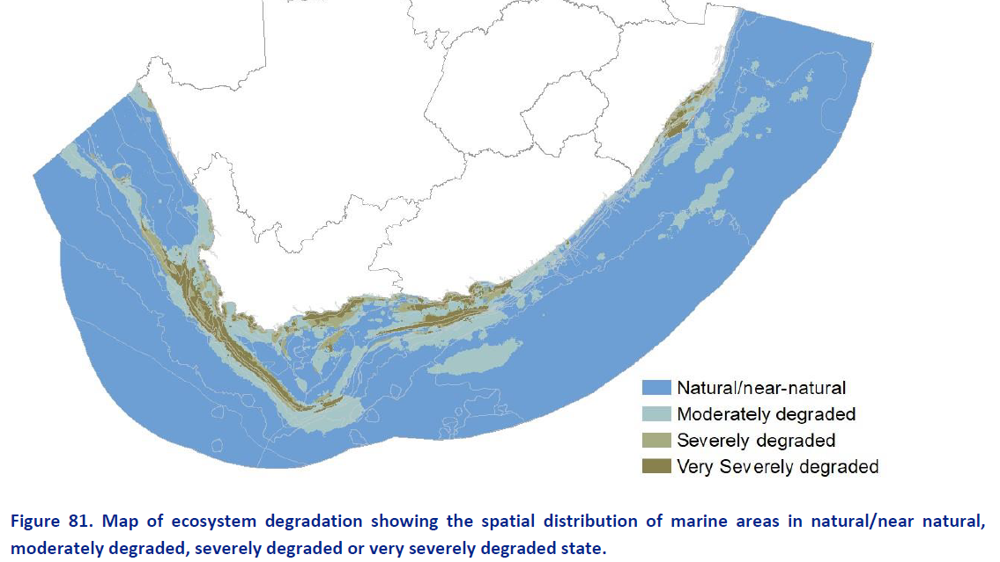 Natural/near-natural
Moderately degraded
Severely degraded
Very Severely degraded
Figure 81. Map of ecosystem degradation showing the spatial distribution of marine areas in natural/near natural,
moderately degraded, severely degraded or very severely degraded state.